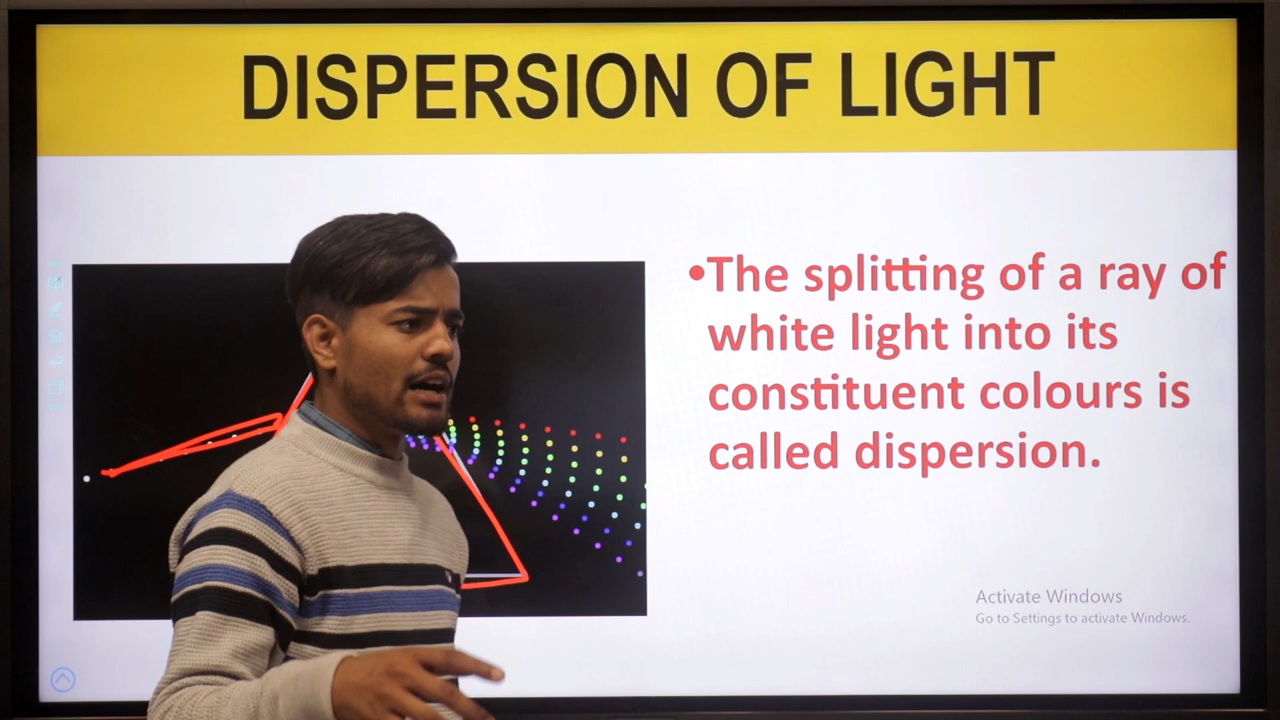 DISPERSION OF LIGHT
•The splitting of a ray of
white light into its
constituent colours is
called dispersion.
Activate Windows
Go to Settings to activate Windows.